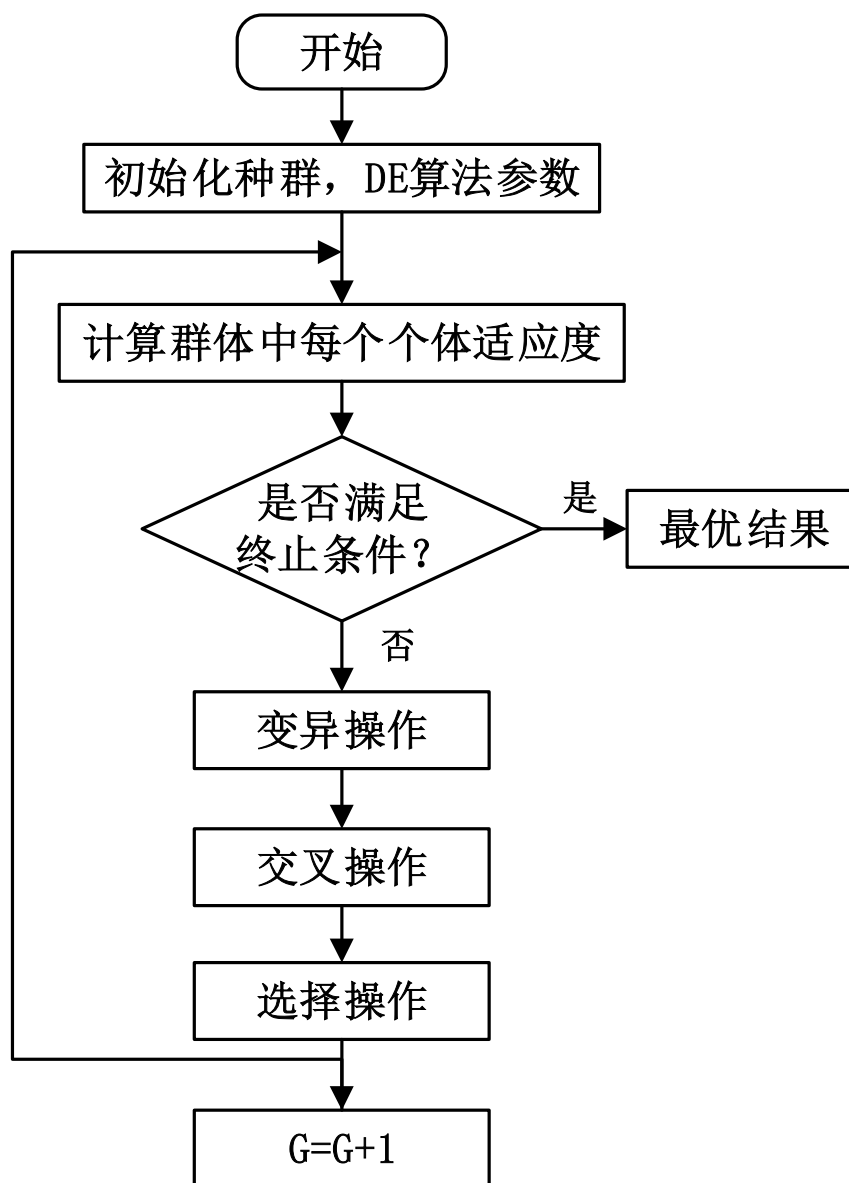 开始
初始化种群，DE算法参数
计算群体中每个个体适应度
是否满足
终止条件？
是
最优结果
否
变异操作
交叉操作
选择操作
G=G+1